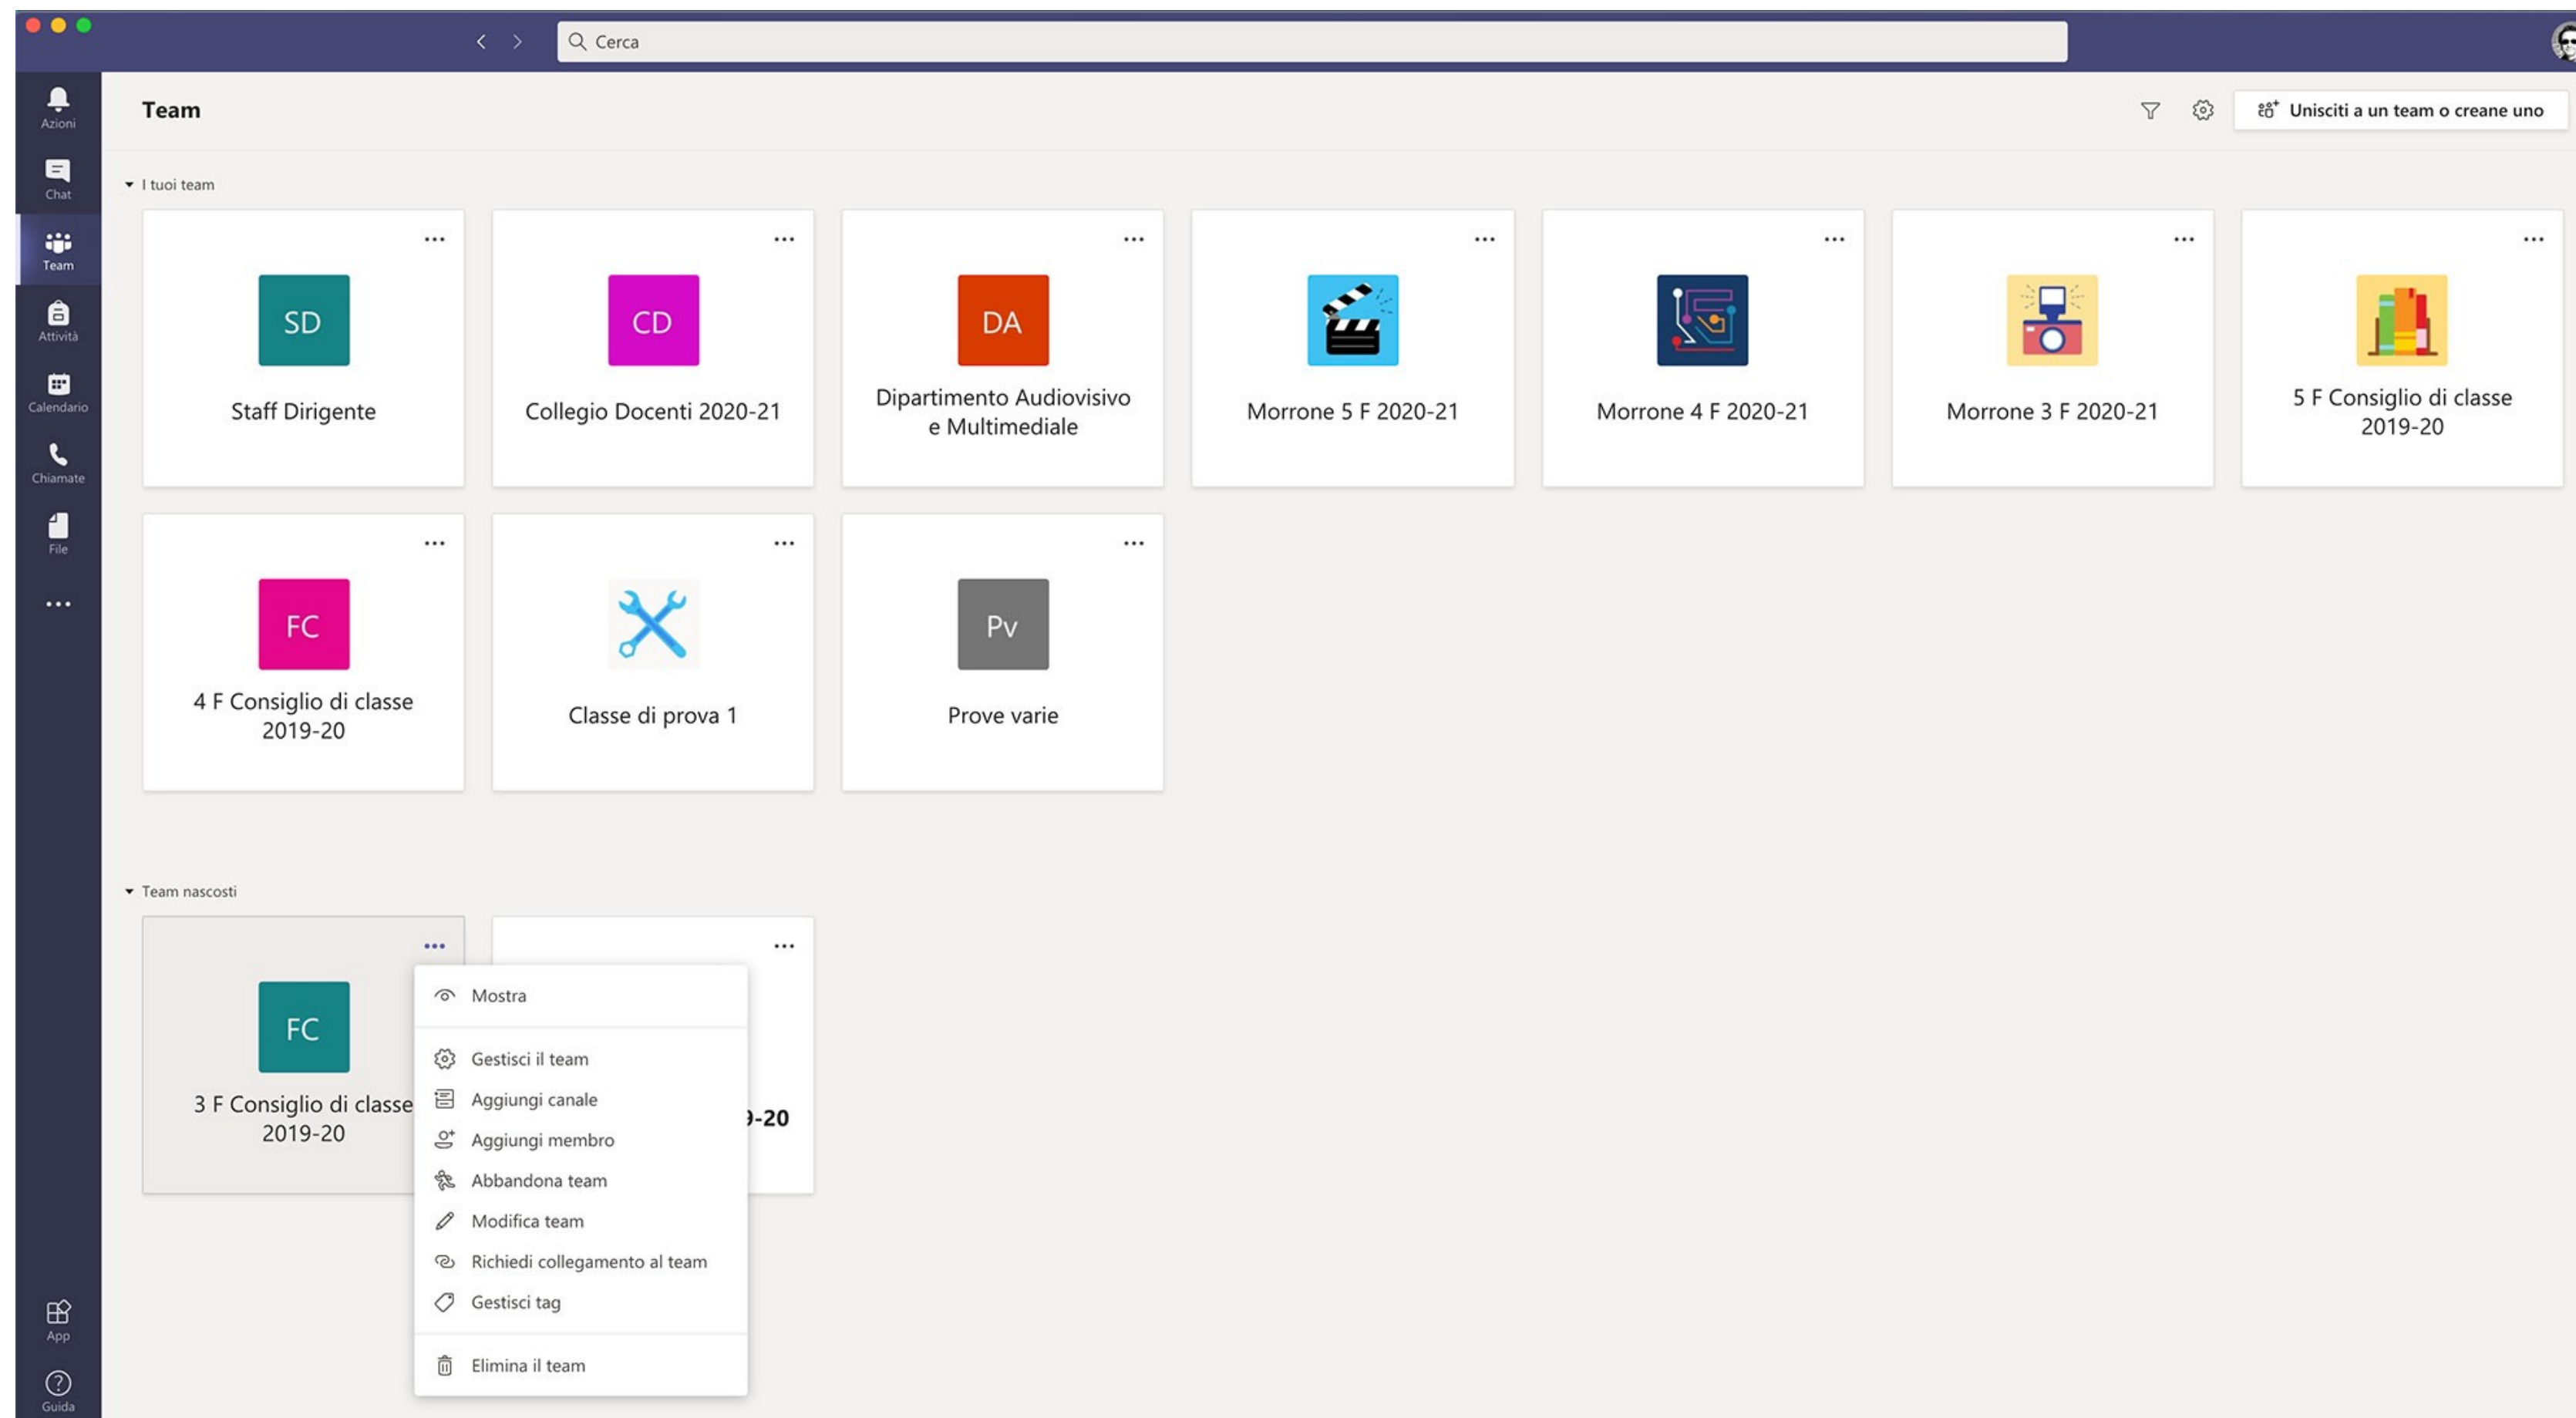 Cerca
Azioni
Chat
Team
Attività
Calendario
Chiamate
File
App
Guida
Team
Unisciti a un team o creane uno
I tuoi team
SD
Staff Dirigente
CD
Collegio Docenti 2020-21
DA
Dipartimento Audiovisivo
e Multimediale
Morrone 5 F 2020-21
Morrone 4 F 2020-21
Morrone 3 F 2020-21
5 F Consiglio di classe
2019-20
FC
4 F Consiglio di classe
2019-20
Classe di prova 1
Pv
Prove varie
Team nascosti
FC
3 F Consiglio di classe
2019-20
-20
Mostra
Gestisci il team
Aggiungi canale
Aggiungi membro
Abbandona team
Modifica team
Richiedi collegamento al team
Gestisci tag
Elimina il team